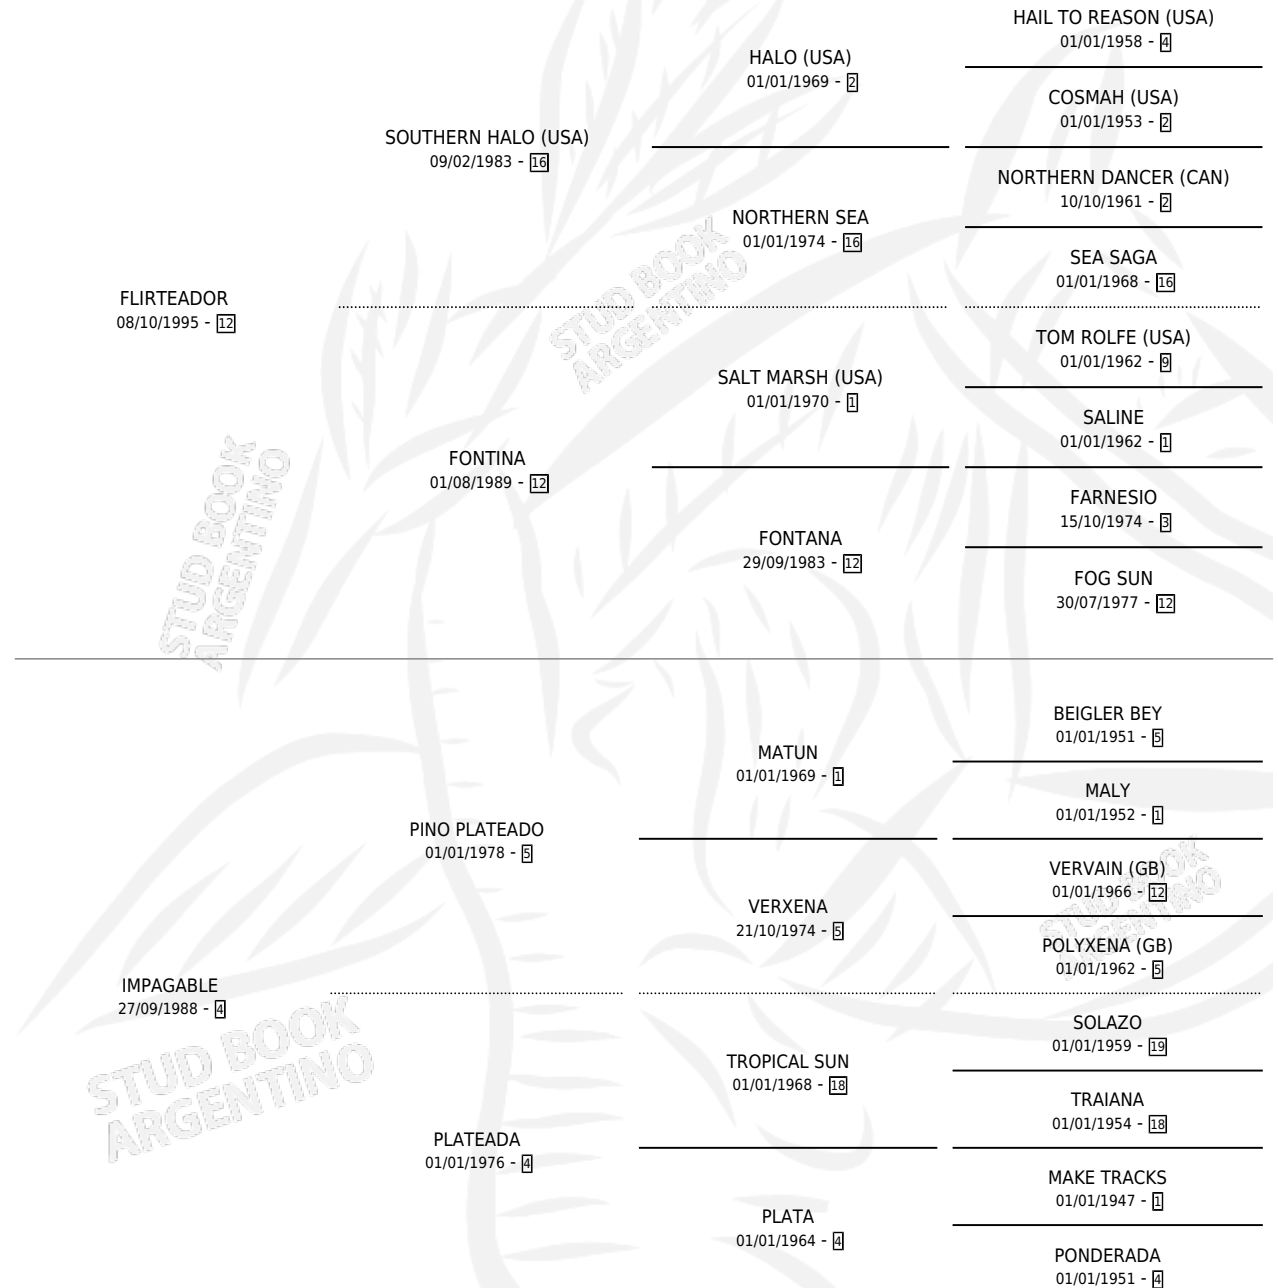 HAIL TO REASON (USA)
01/01/1958 - 4
HALO (USA)
01/01/1969 - 2
COSMAH (USA)
01/01/1953 - 2
SOUTHERN HALO (USA)
09/02/1983 - 16
NORTHERN DANCER (CAN)
10/10/1961 - 2
NORTHERN SEA
01/01/1974 - 16
SEA SAGA
01/01/1968 - 16
FLIRTEADOR
08/10/1995 - 12
STUD BOOK
ARGENTINO
TOM ROLFE (USA)
01/01/1962 - 9
SALT MARSH (USA)
01/01/1970 - 1
SALINE
01/01/1962 - 1
FONTINA
01/08/1989 - 12
FARNESIO
15/10/1974 - 3
FONTANA
29/09/1983 - 12
FOG SUN
30/07/1977 - 12
STUD BOOK
ARGENTINO
BEIGLER BEY
01/01/1951 - 5
MATUN
01/01/1969 - 1
MALY
01/01/1952 - 1
PINO PLATEADO
01/01/1978 - 5
VERVAIN (GB)
01/01/1966 - 12
VERXENA
21/10/1974 - 5
STUD BOOK
ARGENTINO
POLYXENA (GB)
01/01/1962 - 5
IMPAGABLE
27/09/1988 - 4
SOLAZO
01/01/1959 - 19
TROPICAL SUN
01/01/1968 - 18
STUD BOOK
ARGENTINO
TRAIANA
01/01/1954 - 18
PLATEADA
01/01/1976 - 4
MAKE TRACKS
01/01/1947 - 1
PLATA
01/01/1964 - 4
PONDERADA
01/01/1951 - 4